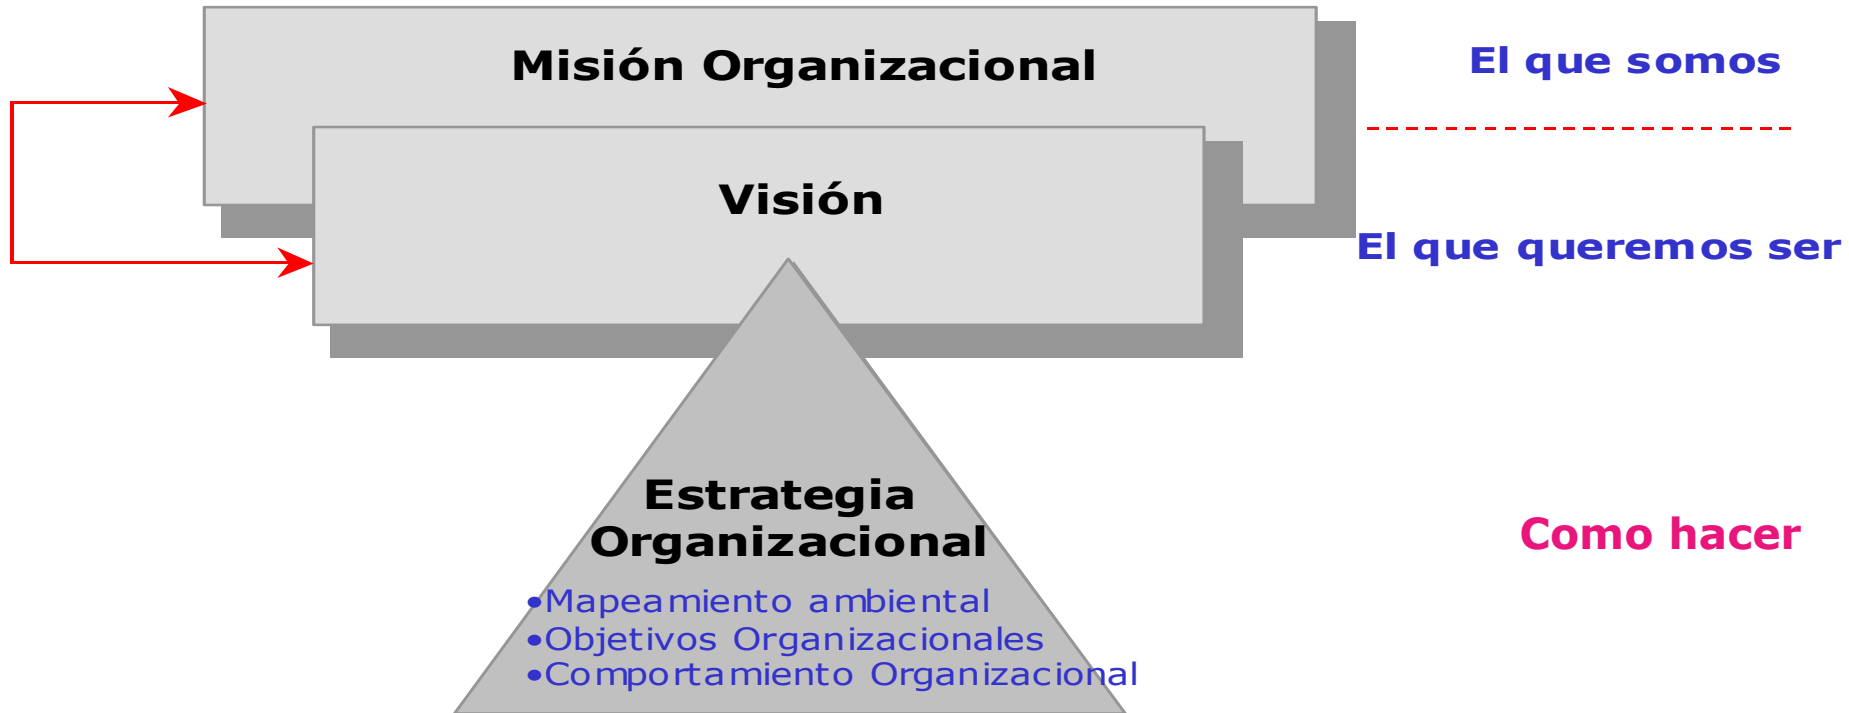 Misión Organizacional
El que somos
Visión
El que queremos ser
Estrategia
Organizacional
Como hacer
•Mapeamiento ambiental
•Objetivos Organizacionales
•Comportamiento Organizacional